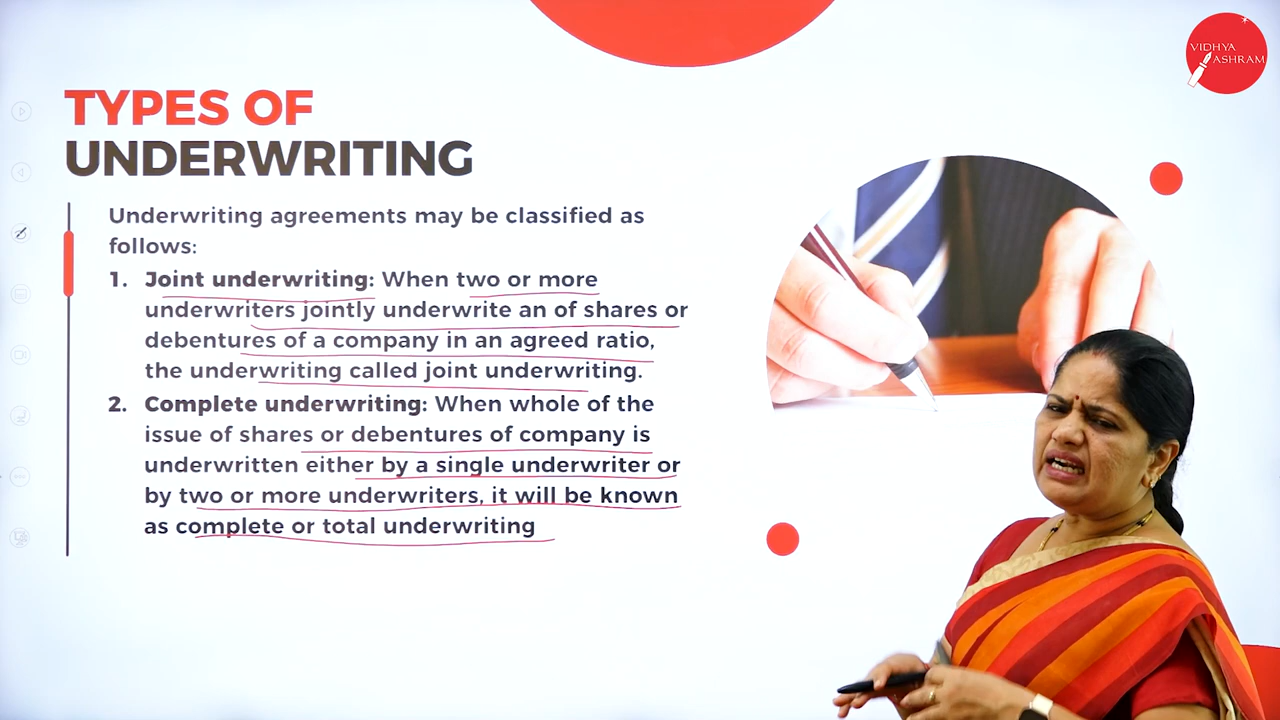 VIDHYA
ASHRAM
TYPES OF
UNDERWRITING
Underwriting agreements may be classified as
follows:
1. Joint underwriting: When two or more
underwriters jointly underwrite an of shares or
debentures of a company in an agreed ratio,
the underwriting called joint underwriting.
2. Complete underwriting: When whole of the
issue of shares or debentures of company is
underwritten either by a single underwriter or
by two or more underwriters, it will be known
as complete or total underwriting